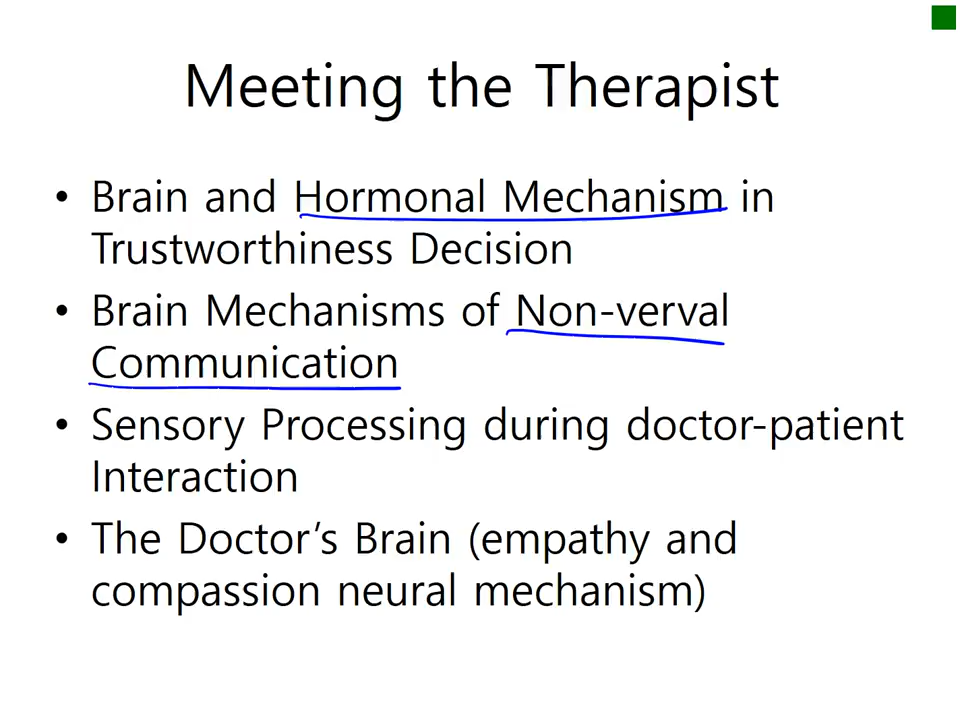 Meeting the Therapist
• Brain and Hormonal Mechanism in
Trustworthiness Decision
• Brain Mechanisms of Non-verval
Communication
• Sensory Processing during doctor-patient
Interaction
• The Doctor’s Brain (empathy and
compassion neural mechanism)